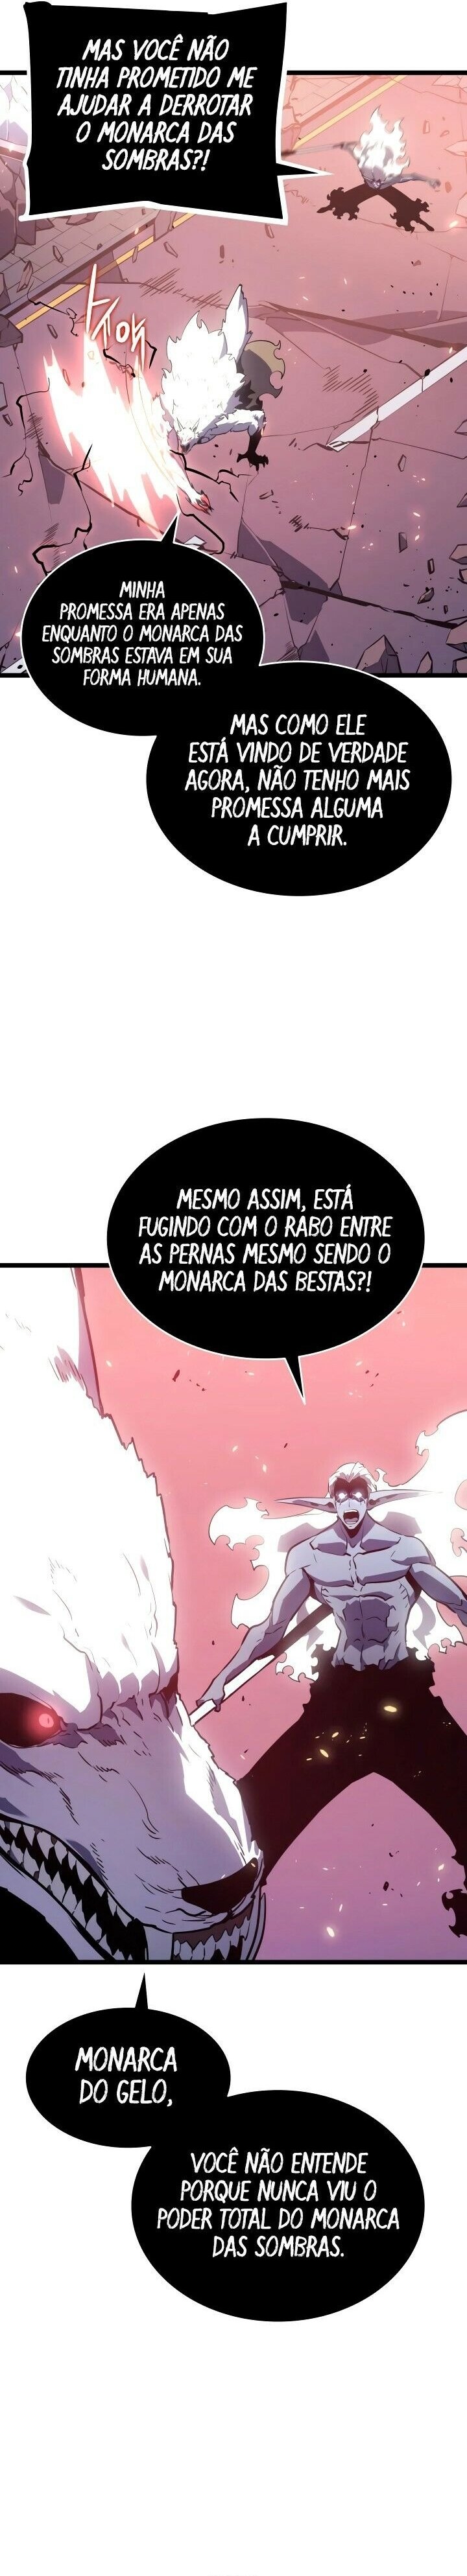 MAS VOCÊ NÃO
TINHA PROMETIDO ME
AJUDAR A DERROTAR
O MONARCA DAS
SOMBRAS?!
MINHA
PROMESSA ERA APENAS
ENQUANTO O MONARCA DAS
SOMBRAS ESTAVA EM SUA
FORMA HUMANA.
MAS COMO ELE
ESTÁ VINDO DE VERDADE
AGORA, NÃO TENHO MAIS
PROMESSA ALGUMA
A CUMPRIR.
MESMO ASSIM, ESTÁ
FUGINDO COM O RABO ENTRE
AS PERNAS MESMO SENDO O
MONARCA DAS BESTAS?!
MONARCA
DO GELO,
VOCÊ NÃO ENTENDE
PORQUE NUNCA VIU O
PODER TOTAL DO MONARCA
DAS SOMBRAS.